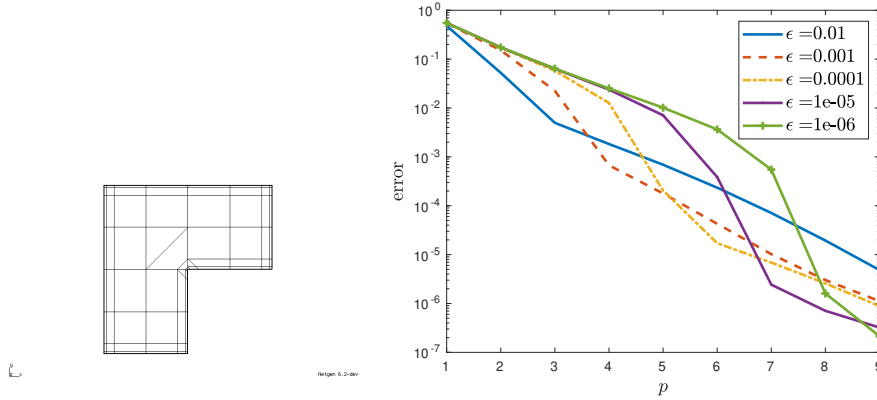 Netgen 6.2-dev
10^0
10^-1
10^-2
10^-3
10^-4
10^-5
10^-6
10^-7
error
1 2 3 4 5 6 7 8 9
p
ϵ =0.01
ϵ =0.001
ϵ =0.0001
ϵ =1e-05
ϵ =1e-06